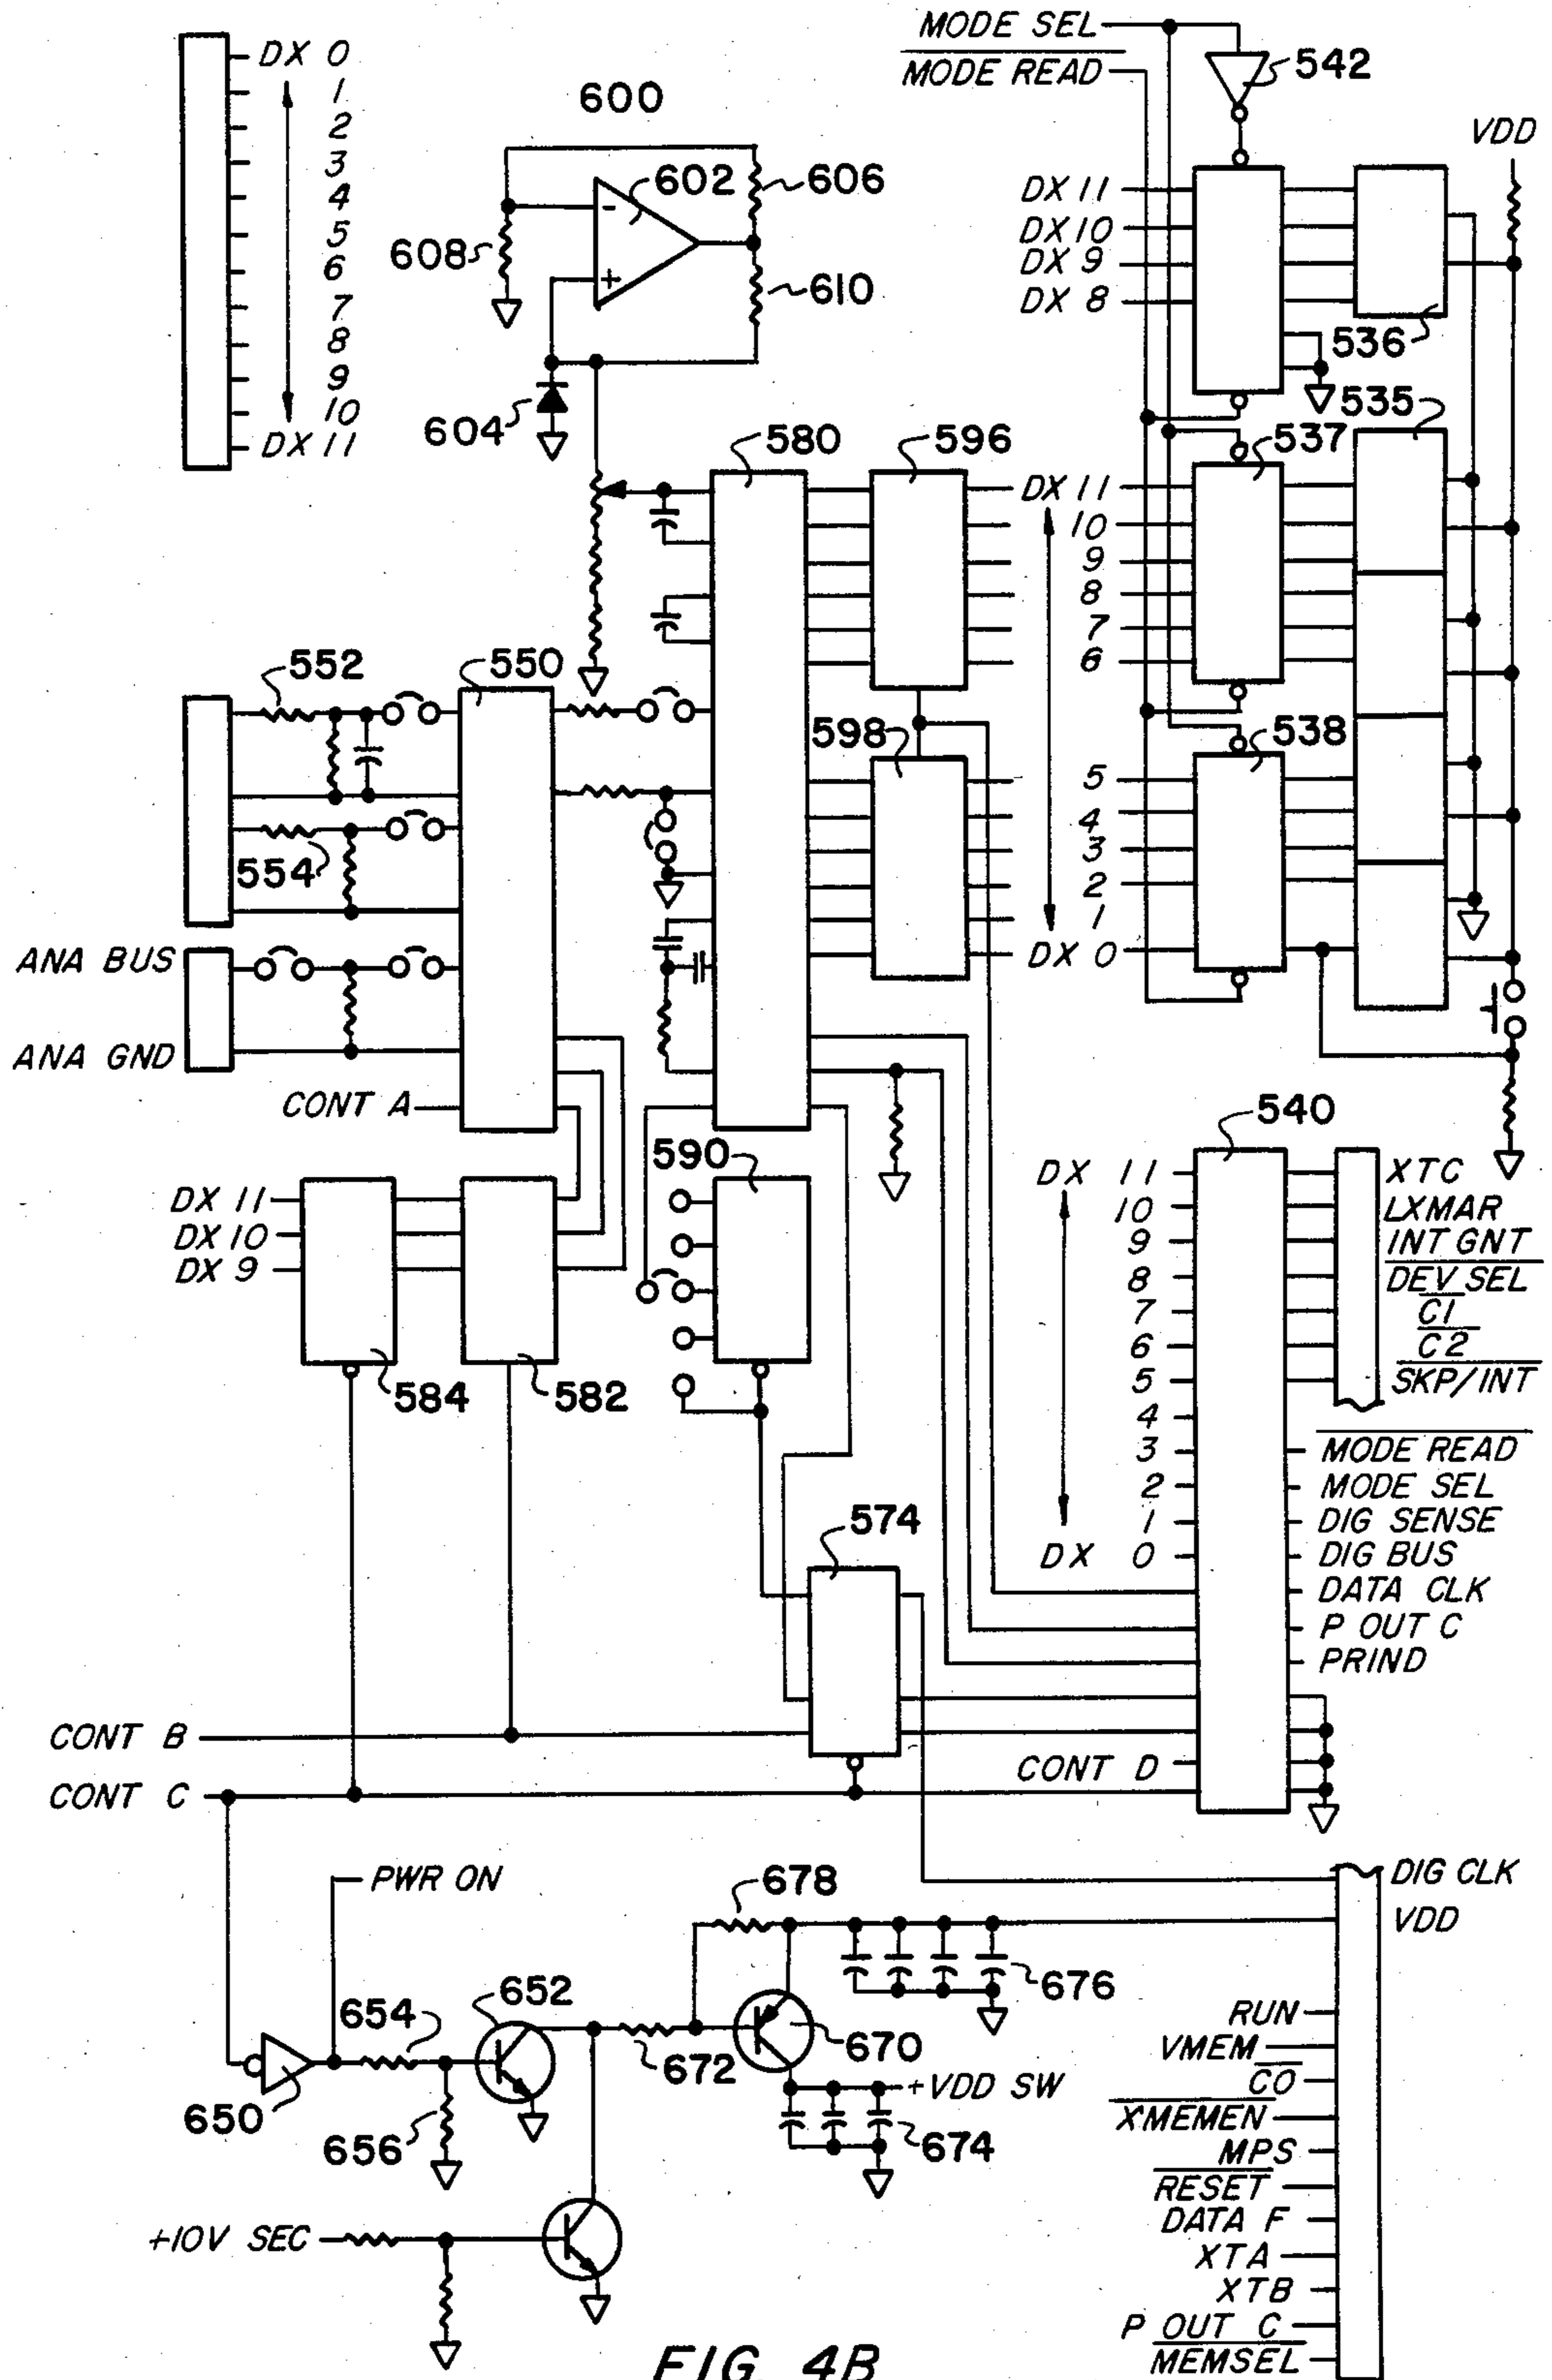 MODE SEL
MODE READ
542
VDD
DX 0
1
2
3
4
5
6
7
8
9
10
DX 11
600
602
606
608
610
604
-
+
DX 11
DX 10
DX 9
DX 8
536
535
580
596
537
DX 11
10
9
8
7
6
552
550
598
538
5
4
3
2
1
DX 0
554
ANA BUS
ANA GND
CONT A
590
540
DX 11
DX 10
DX 9
584
582
DX 11
10
9
8
7
6
5
4
3
2
1
DX 0
XTC
LXMAR
INT GNT
DEV SEL
C1
C2
SKP/INT
MODE READ
MODE SEL
DIG SENSE
DIG BUS
DATA CLK
P OUT C
PRIND
574
CONT B
CONT D
CONT C
PWR ON
678
DIG CLK
VDD
676
654
652
672
670
650
656
+VDD SW
674
+10V SEC
RUN
VMEM
CO
XMEMEN
MPS
RESET
DATA F
XTA
XTB
P OUT C
MEMSEL
FIG. 4B